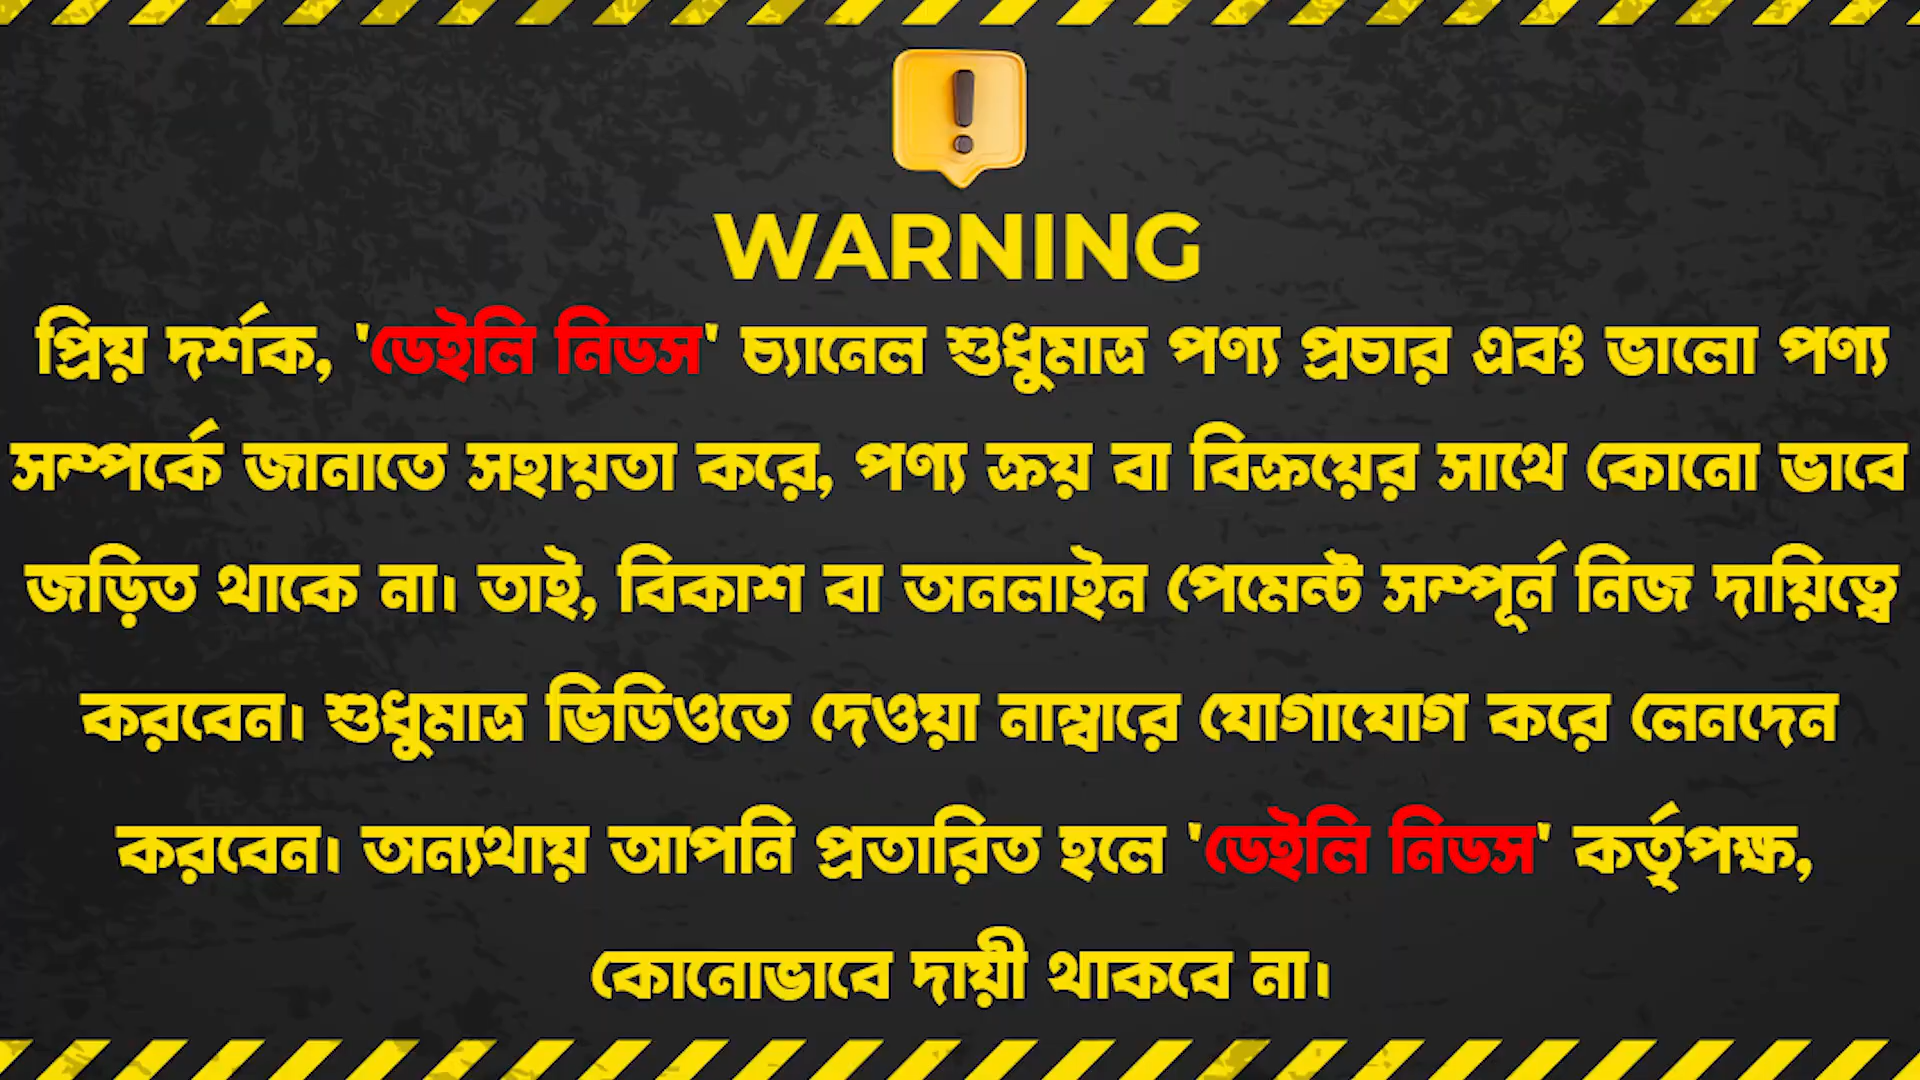 WARNING
প্রিয় দর্শক, 'ডেইলি নিডস' চ্যানেল শুধুমাত্র পণ্য প্রচার এবং ভালো পণ্য
সম্পর্কে জানাতে সহায়তা করে, পণ্য ক্রয় বা বিক্রয়ের সাথে কোনো ভাবে
জড়িত থাকে না। তাই, বিকাশ বা অনলাইন পেমেন্ট সম্পূর্ন নিজ দায়িত্বে
করবেন। শুধুমাত্র ভিডিওতে দেওয়া নাম্বারে যোগাযোগ করে লেনদেন
করবেন। অন্যথায় আপনি প্রতারিত হলে 'ডেইলি নিডস' কর্তৃপক্ষ,
কোনোভাবে দায়ী থাকবে না।